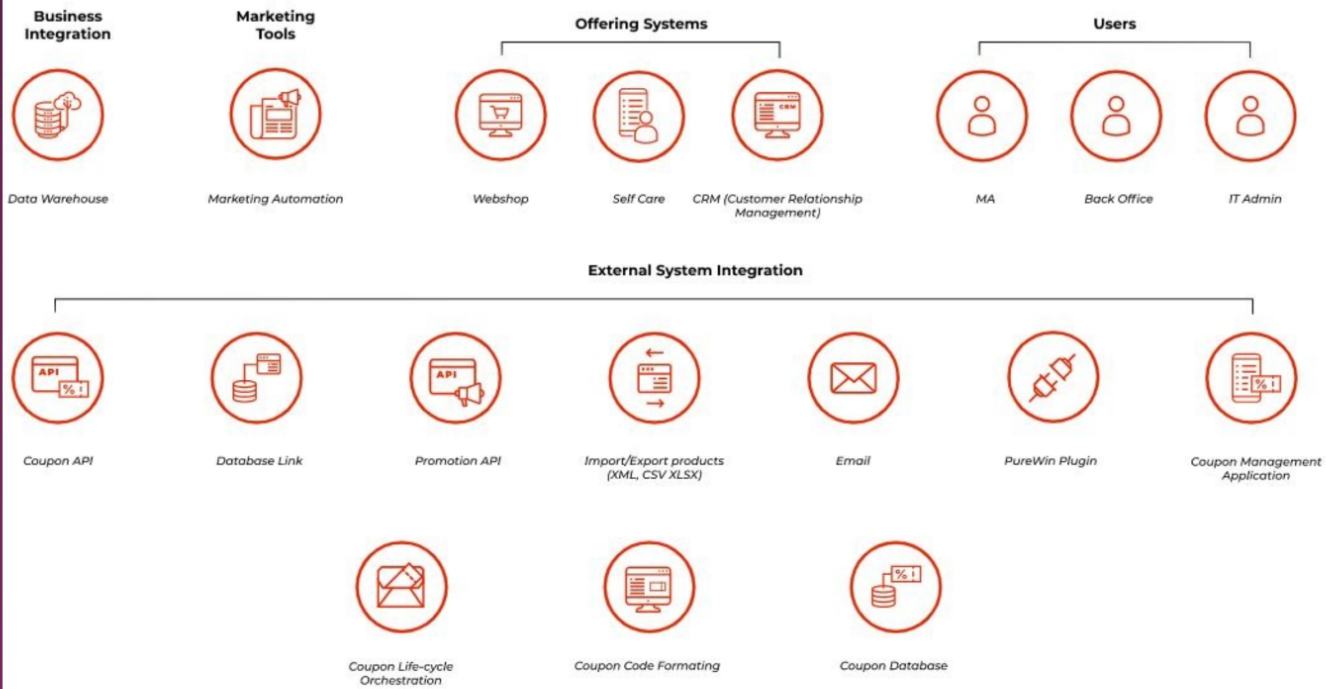 Business
Integration
Marketing
Tools
Offering Systems
Users
CRM
Data Warehouse
Marketing Automation
Webshop
Self Care
CRM (Customer Relationship
Management)
MA
Back Office
IT Admin
External System Integration
API
% !
API
% !
Coupon API
Database Link
Promotion API
Import/Export products
(XML, CSV XLSX)
Email
PureWin Plugin
Coupon Management
Application
% !
Coupon Life-cycle
Orchestration
Coupon Code Formating
Coupon Database